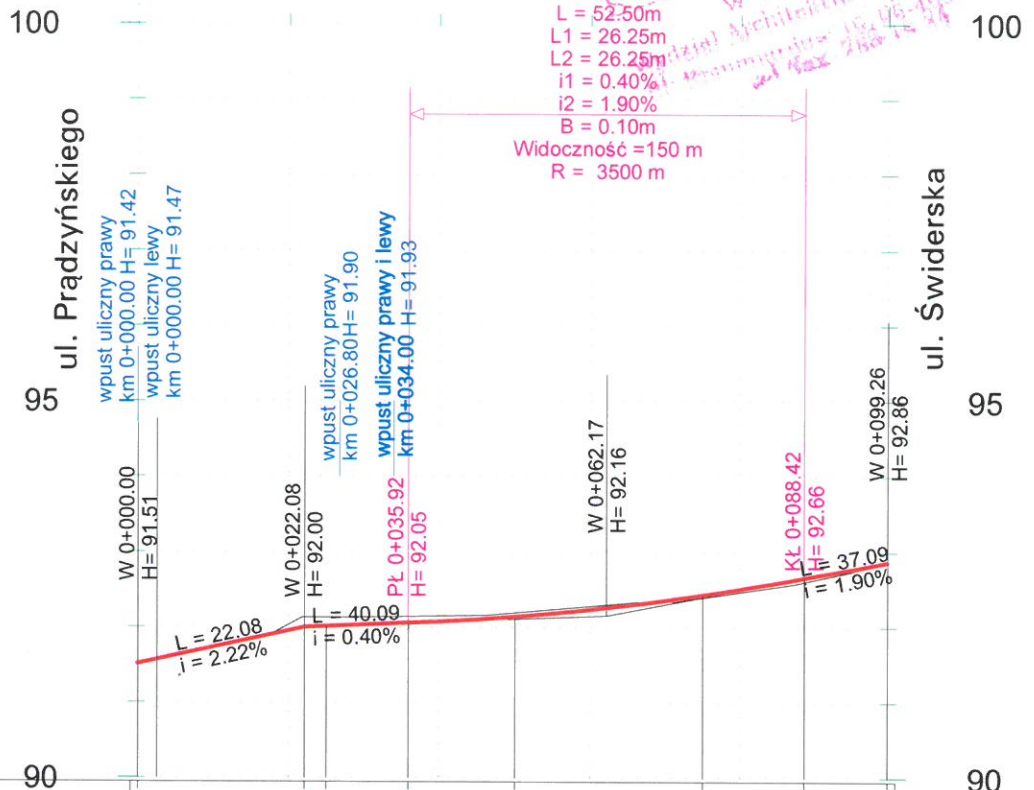 100
100
L = 52.50m
L1 = 26.25m
L2 = 26.25m
i1 = 0.40%
i2 = 1.90%
B = 0.10m
Widoczność =150 m
R = 3500 m
ul. Prądzyńskiego
wpust uliczny prawy
km 0+000.00 H= 91.42
wpust uliczny lewy
km 0+000.00 H= 91.47
wpust uliczny prawy
km 0+026.80H= 91.90
wpust uliczny prawy i lewy
km 0+034.00 H= 91.93
ul. Świderska
95
95
W 0+000.00
H= 91.51
W 0+022.08
H= 92.00
PŁ 0+035.92
H= 92.05
W 0+062.17
H= 92.16
KŁ 0+088.42
H= 92.66
W 0+099.26
H= 92.86
L = 22.08
i = 2.22%
L = 40.09
i = 0.40%
L = 37.09
i = 1.90%
90
90